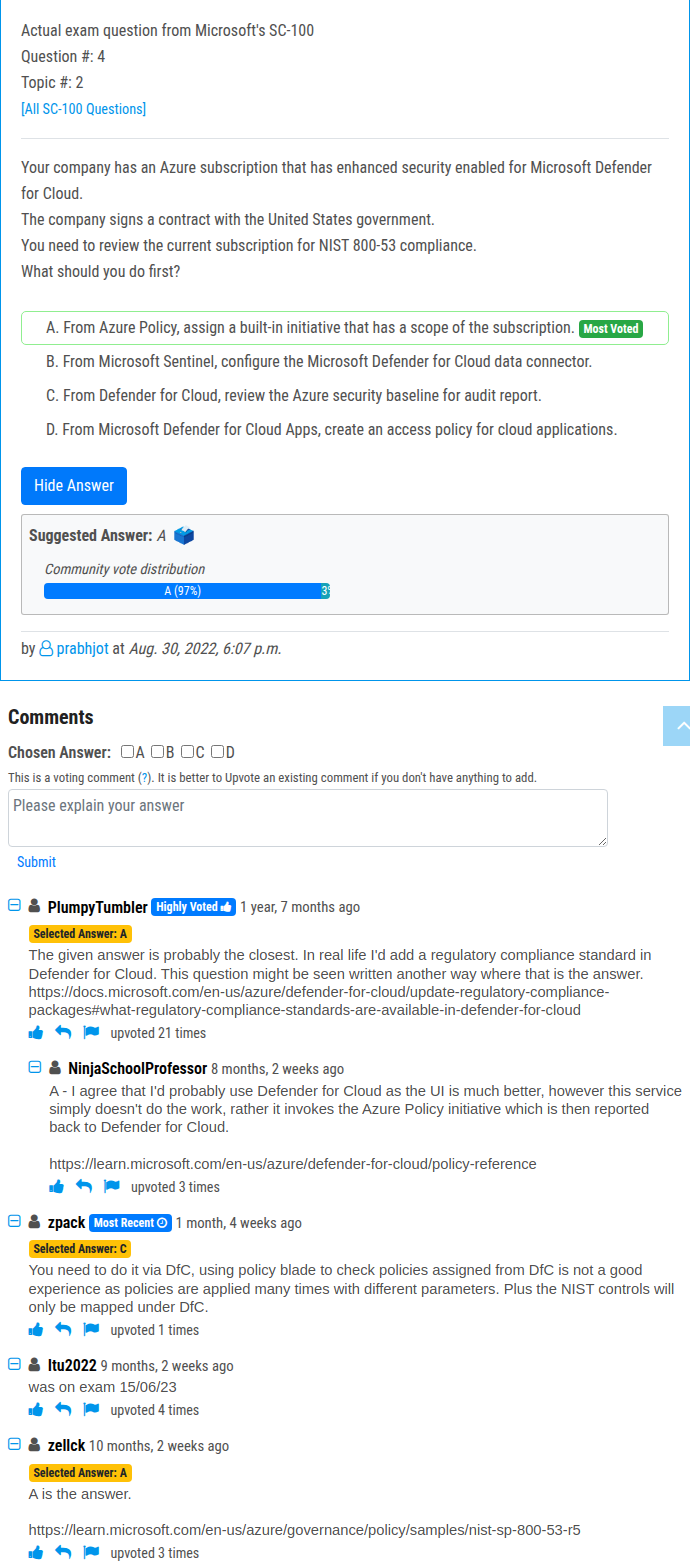 Actual exam question from Microsoft's SC-100
Question #: 4
Topic #: 2
[All SC-100 Questions]
Your company has an Azure subscription that has enhanced security enabled for Microsoft Defender
for Cloud.
The company signs a contract with the United States government.
You need to review the current subscription for NIST 800-53 compliance.
What should you do first?
A. From Azure Policy, assign a built-in initiative that has a scope of the subscription. Most Voted
B. From Microsoft Sentinel, configure the Microsoft Defender for Cloud data connector.
C. From Defender for Cloud, review the Azure security baseline for audit report.
D. From Microsoft Defender for Cloud Apps, create an access policy for cloud applications.
Hide Answer
Suggested Answer: A
Community vote distribution
A (97%) 3
by prabhjot at Aug. 30, 2022, 6:07 p.m.
Comments
Chosen Answer: A B C D
This is a voting comment (?). It is better to Upvote an existing comment if you don't have anything to add.
Please explain your answer
Submit
PlumpyTumbler Highly Voted 1 year, 7 months ago
Selected Answer: A
The given answer is probably the closest. In real life I'd add a regulatory compliance standard in
Defender for Cloud. This question might be seen written another way where that is the answer.
https://docs.microsoft.com/en-us/azure/defender-for-cloud/update-regulatory-compliance-
packages#what-regulatory-compliance-standards-are-available-in-defender-for-cloud
upvoted 21 times
NinjaSchoolProfessor 8 months, 2 weeks ago
A - I agree that I'd probably use Defender for Cloud as the UI is much better, however this service
simply doesn't do the work, rather it invokes the Azure Policy initiative which is then reported
back to Defender for Cloud.
https://learn.microsoft.com/en-us/azure/defender-for-cloud/policy-reference
upvoted 3 times
zpack Most Recent 1 month, 4 weeks ago
Selected Answer: C
You need to do it via DfC, using policy blade to check policies assigned from DfC is not a good
experience as policies are applied many times with different parameters. Plus the NIST controls will
only be mapped under DfC.
upvoted 1 times
Itu2022 9 months, 2 weeks ago
was on exam 15/06/23
upvoted 4 times
zellck 10 months, 2 weeks ago
Selected Answer: A
A is the answer.
https://learn.microsoft.com/en-us/azure/governance/policy/samples/nist-sp-800-53-r5
upvoted 3 times